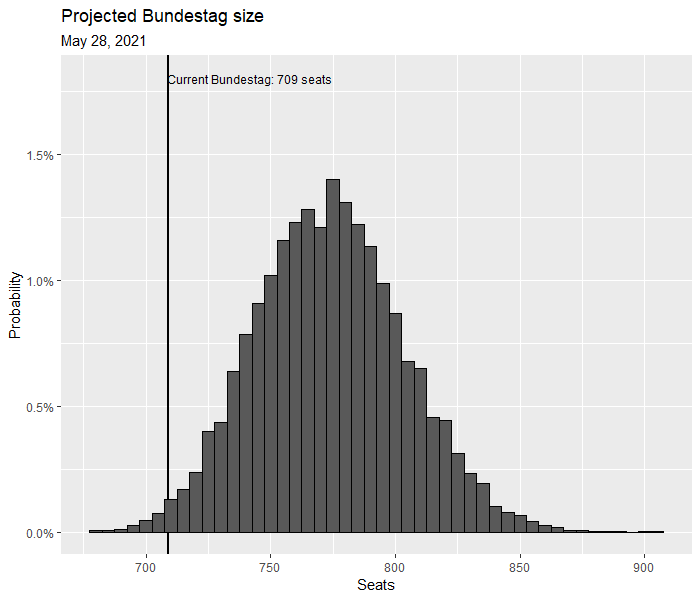 Projected Bundestag size
May 28, 2021
Current Bundestag: 709 seats
1.5%
1.0%
0.5%
0.0%
Probability
700 750 800 850 900
Seats